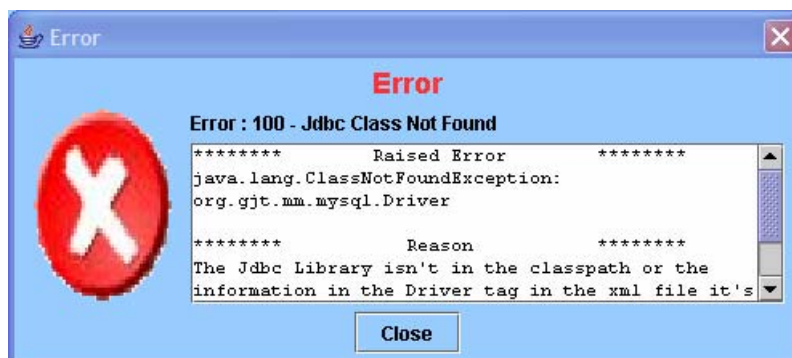 Error
Error
Error : 100 - Jdbc Class Not Found
******** Raised Error ********
java.lang.ClassNotFoundException:
org.gjt.mm.mysql.Driver
******** Reason ********
The Jdbc Library isn't in the classpath or the
information in the Driver tag in the xml file it's
Close